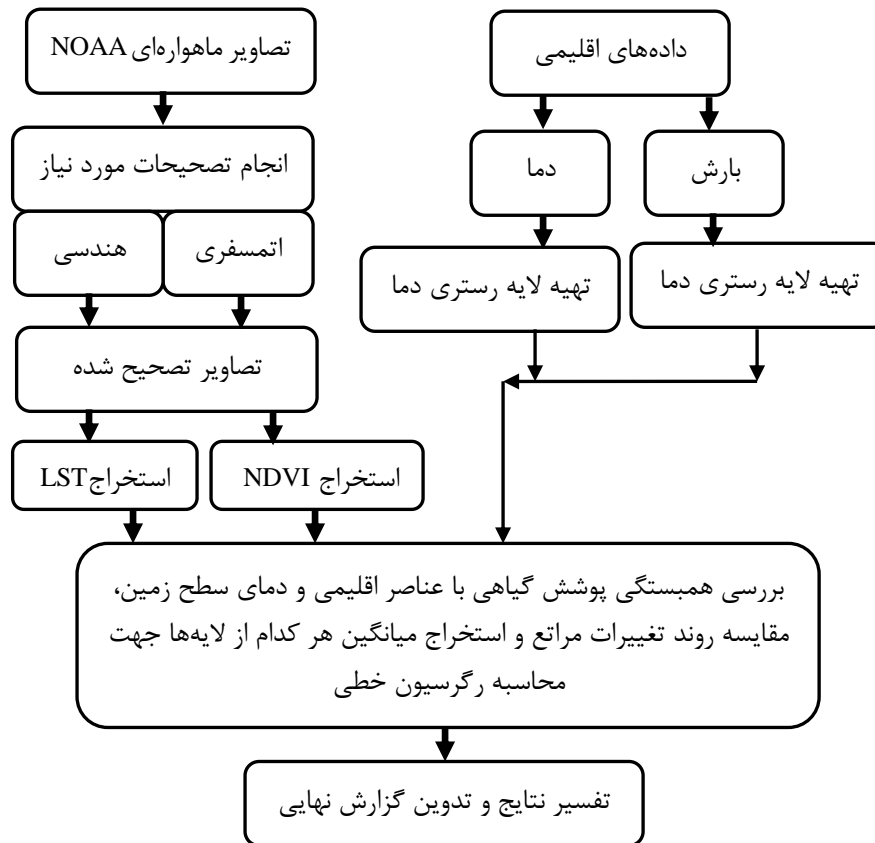 تصاویر ماهواره‌ای NOAA
داده‌های اقلیمی
انجام تصحیحات مورد نیاز
دما
بارش
هندسی
اتمسفری
تهیه لایه رستری دما
تهیه لایه رستری دما
تصاویر تصحیح شده
استخراجLST
استخراج NDVI
بررسی همبستگی پوشش گیاهی با عناصر اقلیمی و دمای سطح زمین،
مقایسه روند تغییرات مراتع و استخراج میانگین هر کدام از لایه‌ها جهت
محاسبه رگرسیون خطی
تفسیر نتایج و تدوین گزارش نهایی